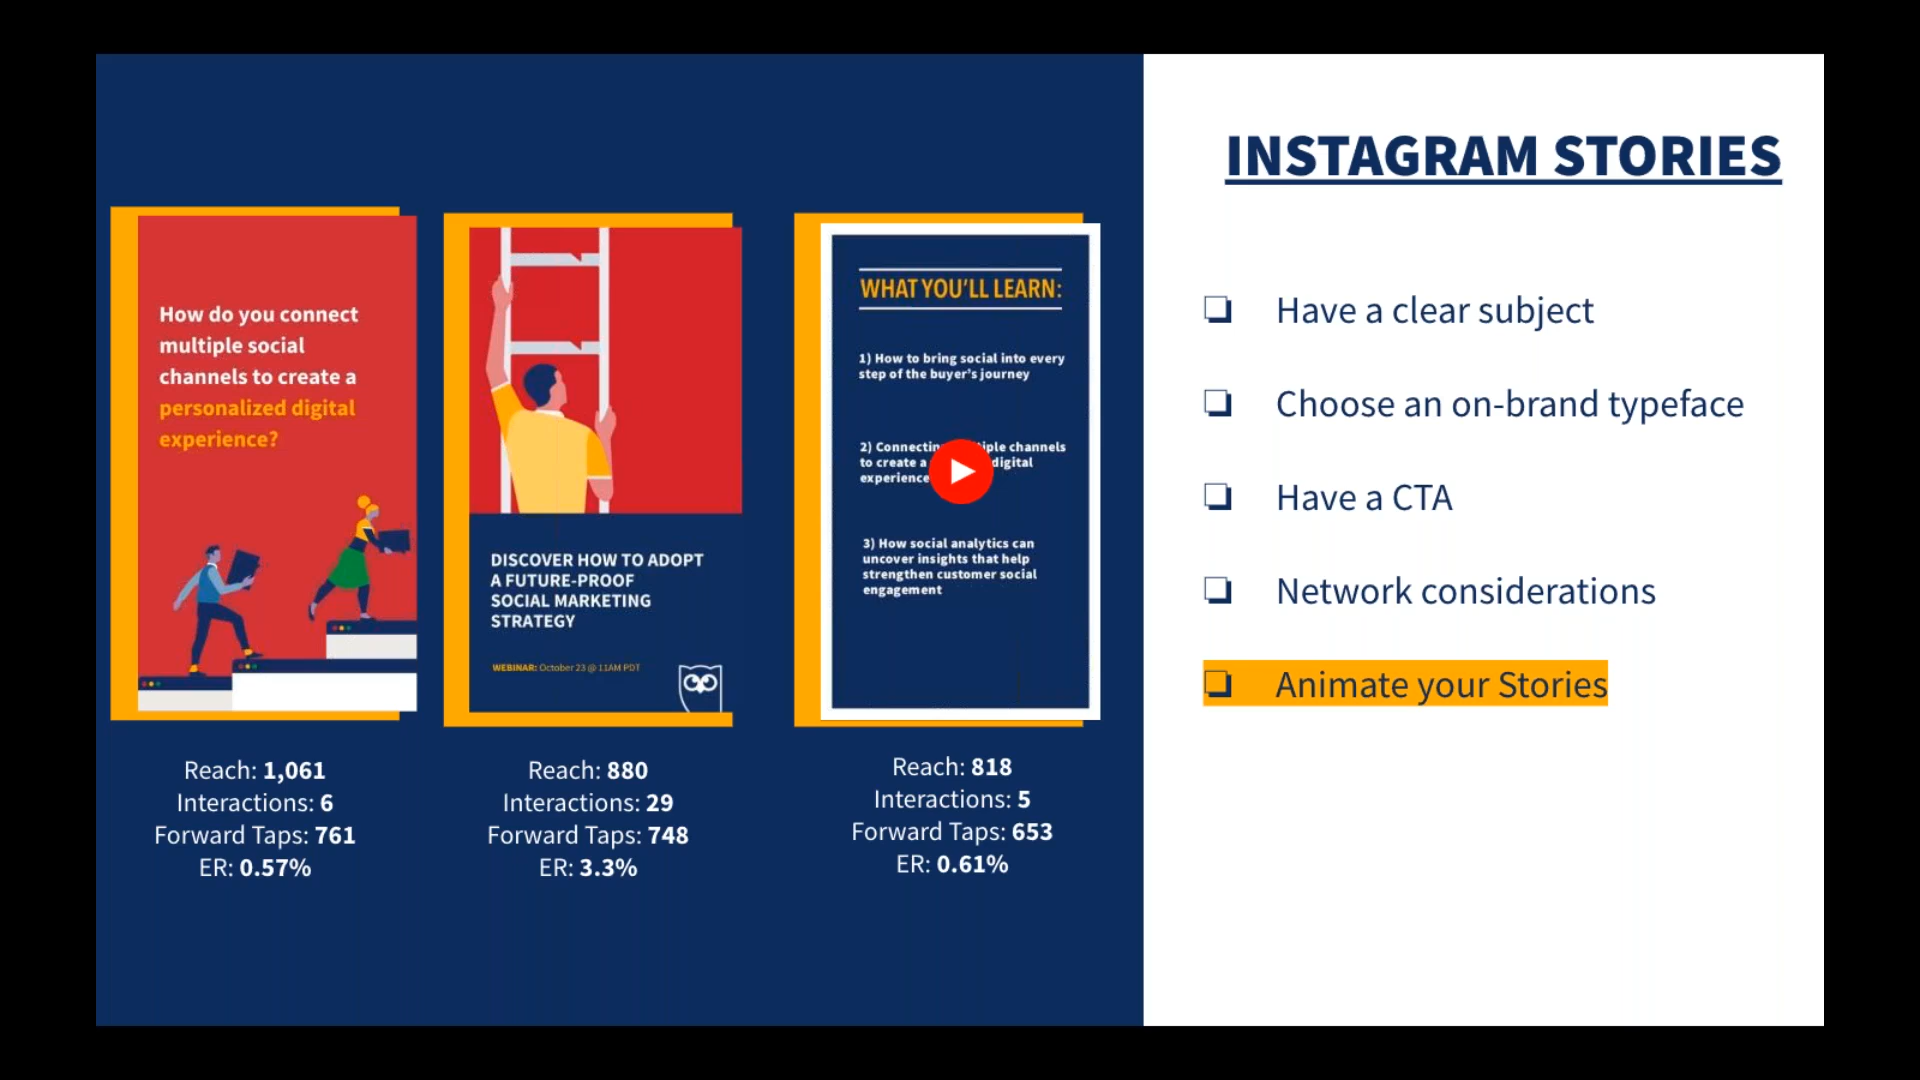 How do you connect
multiple social
channels to create a
personalized digital
experience?
Reach: 1,061
Interactions: 6
Forward Taps: 761
ER: 0.57%
DISCOVER HOW TO ADOPT
A FUTURE-PROOF
SOCIAL MARKETING
STRATEGY
WEBINAR: October 23 @ 11AM PDT
Reach: 880
Interactions: 29
Forward Taps: 748
ER: 3.3%
WHAT YOU'LL LEARN:
1) How to bring social into every
step of the buyer's journey
2) channels
to create a digital
experience
3) How social analytics can
uncover insights that help
strengthen customer social
engagement
Reach: 818
Interactions: 5
Forward Taps: 653
ER: 0.61%
INSTAGRAM STORIES
❏ Have a clear subject
❏ Choose an on-brand typeface
❏ Have a CTA
❏ Network considerations
❏ Animate your Stories